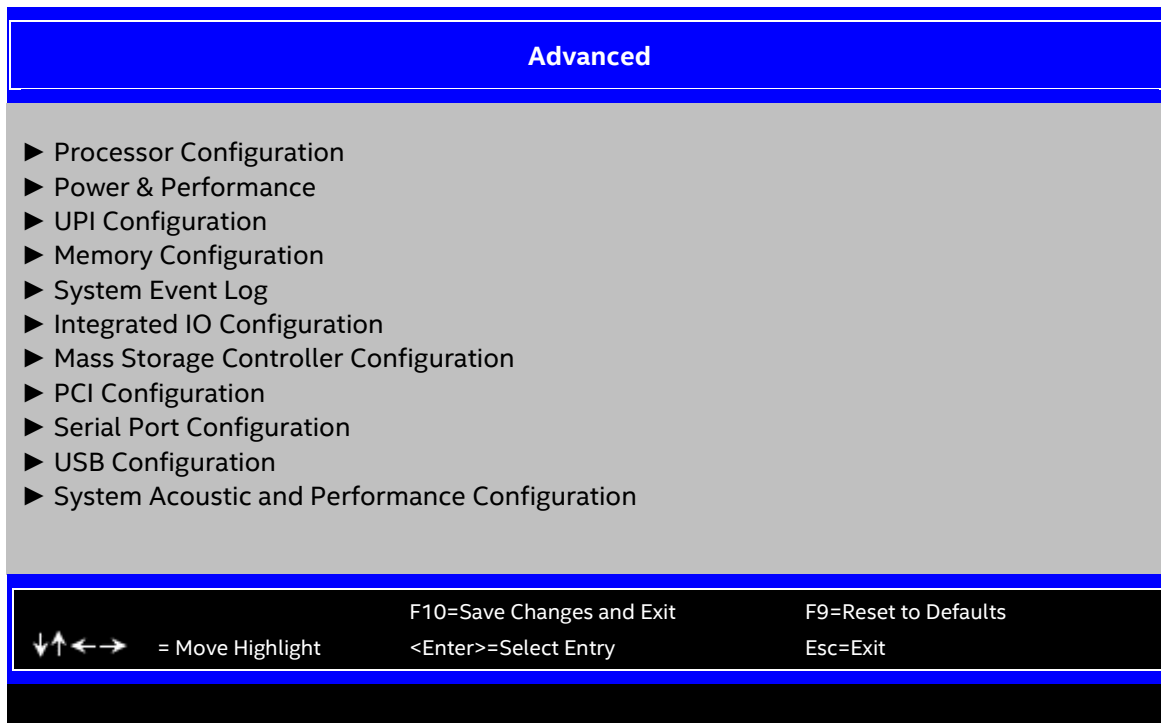 Advanced
► Processor Configuration
► Power & Performance
► UPI Configuration
► Memory Configuration
► System Event Log
► Integrated IO Configuration
► Mass Storage Controller Configuration
► PCI Configuration
► Serial Port Configuration
► USB Configuration
► System Acoustic and Performance Configuration
F10=Save Changes and Exit F9=Reset to Defaults
↓↑←→ = Move Highlight <Enter>=Select Entry Esc=Exit